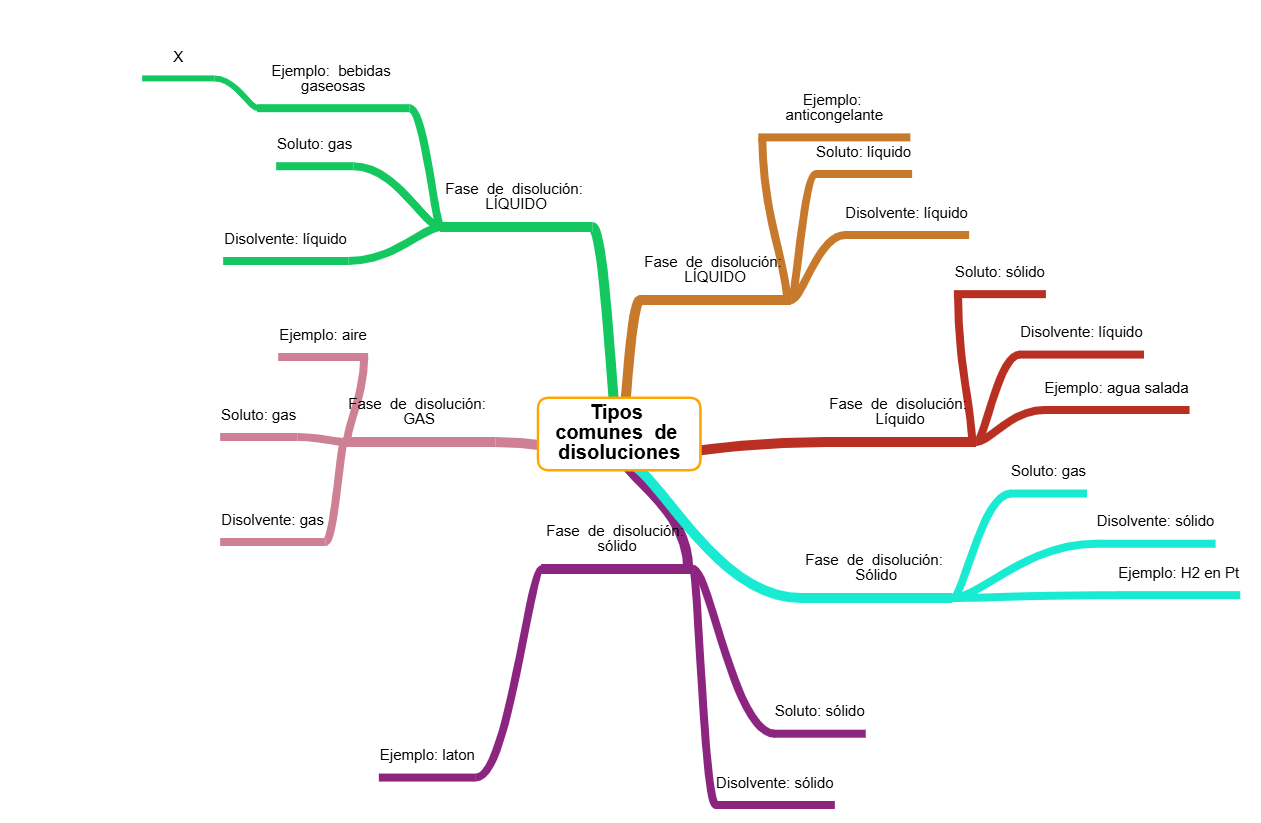 Tipos
comunes de
disoluciones
X
Ejemplo: bebidas
gaseosas
Soluto: gas
Fase de disolución:
LÍQUIDO
Disolvente: líquido
Ejemplo:
anticongelante
Soluto: líquido
Disolvente: líquido
Fase de disolución:
LÍQUIDO
Soluto: sólido
Disolvente: líquido
Ejemplo: agua salada
Fase de disolución:
Líquido
Ejemplo: aire
Soluto: gas
Fase de disolución:
GAS
Disolvente: gas
Soluto: gas
Disolvente: sólido
Fase de disolución:
Sólido
Ejemplo: H2 en Pt
Fase de disolución:
sólido
Soluto: sólido
Ejemplo: laton
Disolvente: sólido